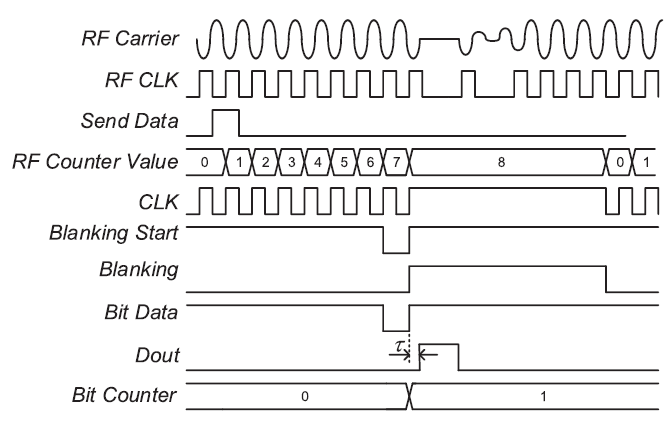 RF Carrier
RF CLK
Send Data
RF Counter Value 0 1 2 3 4 5 6 7 8 0 1
CLK
Blanking Start
Blanking
Bit Data
τ
Dout
Bit Counter 0 1